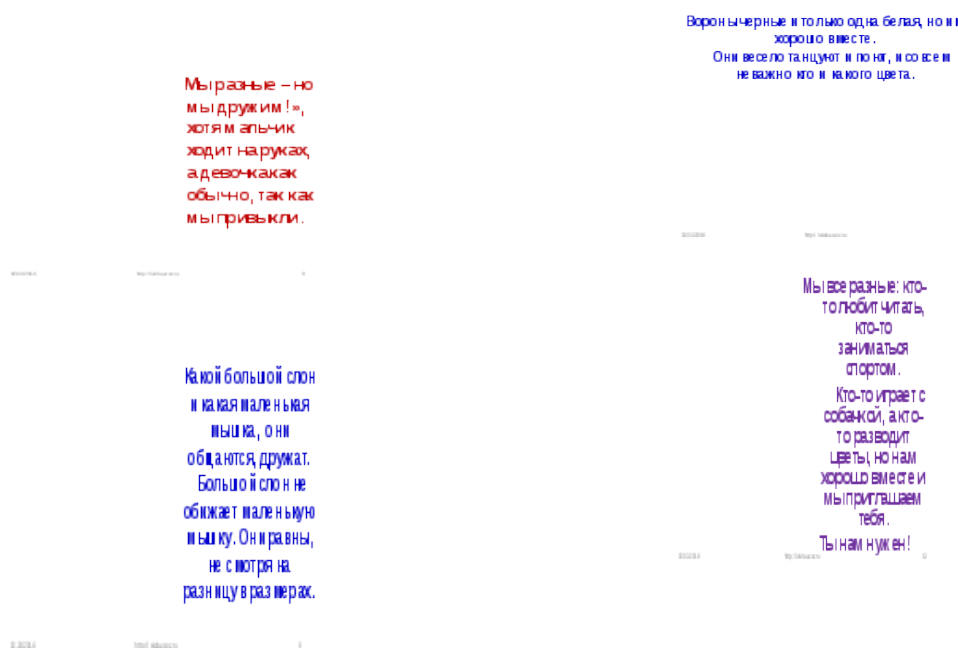 Мы разные – но
мы дружим!»,
хотя мальчик
ходит на руках,
а девочка как
обычно, так как
мы привыкли.
Вороны черные и только одна белая, но им
хорошо вместе.
Они весело танцуют и поют, и совсем
неважно кто и какого цвета.
Какой большой слон
и какая маленькая
мышка, они
общаются, дружат.
Большой слон не
обижает маленькую
мышку. Они равны,
не смотря на
разницу в размерах.
Мы все разные: кто-
то любит читать,
кто-то
заниматься
спортом.
Кто-то играет с
собачкой, а кто-
то разводит
цветы, но нам
хорошо вместе и
мы приглашаем
тебя.
Ты нам нужен!